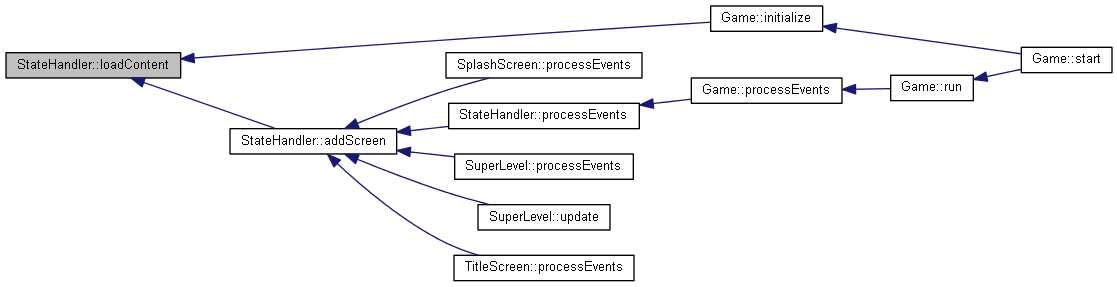 Game::initialize
StateHandler::loadContent
Game::start
SplashScreen::processEvents
Game::processEvents
Game::run
StateHandler::processEvents
StateHandler::addScreen
SuperLevel::processEvents
SuperLevel::update
TitleScreen::processEvents